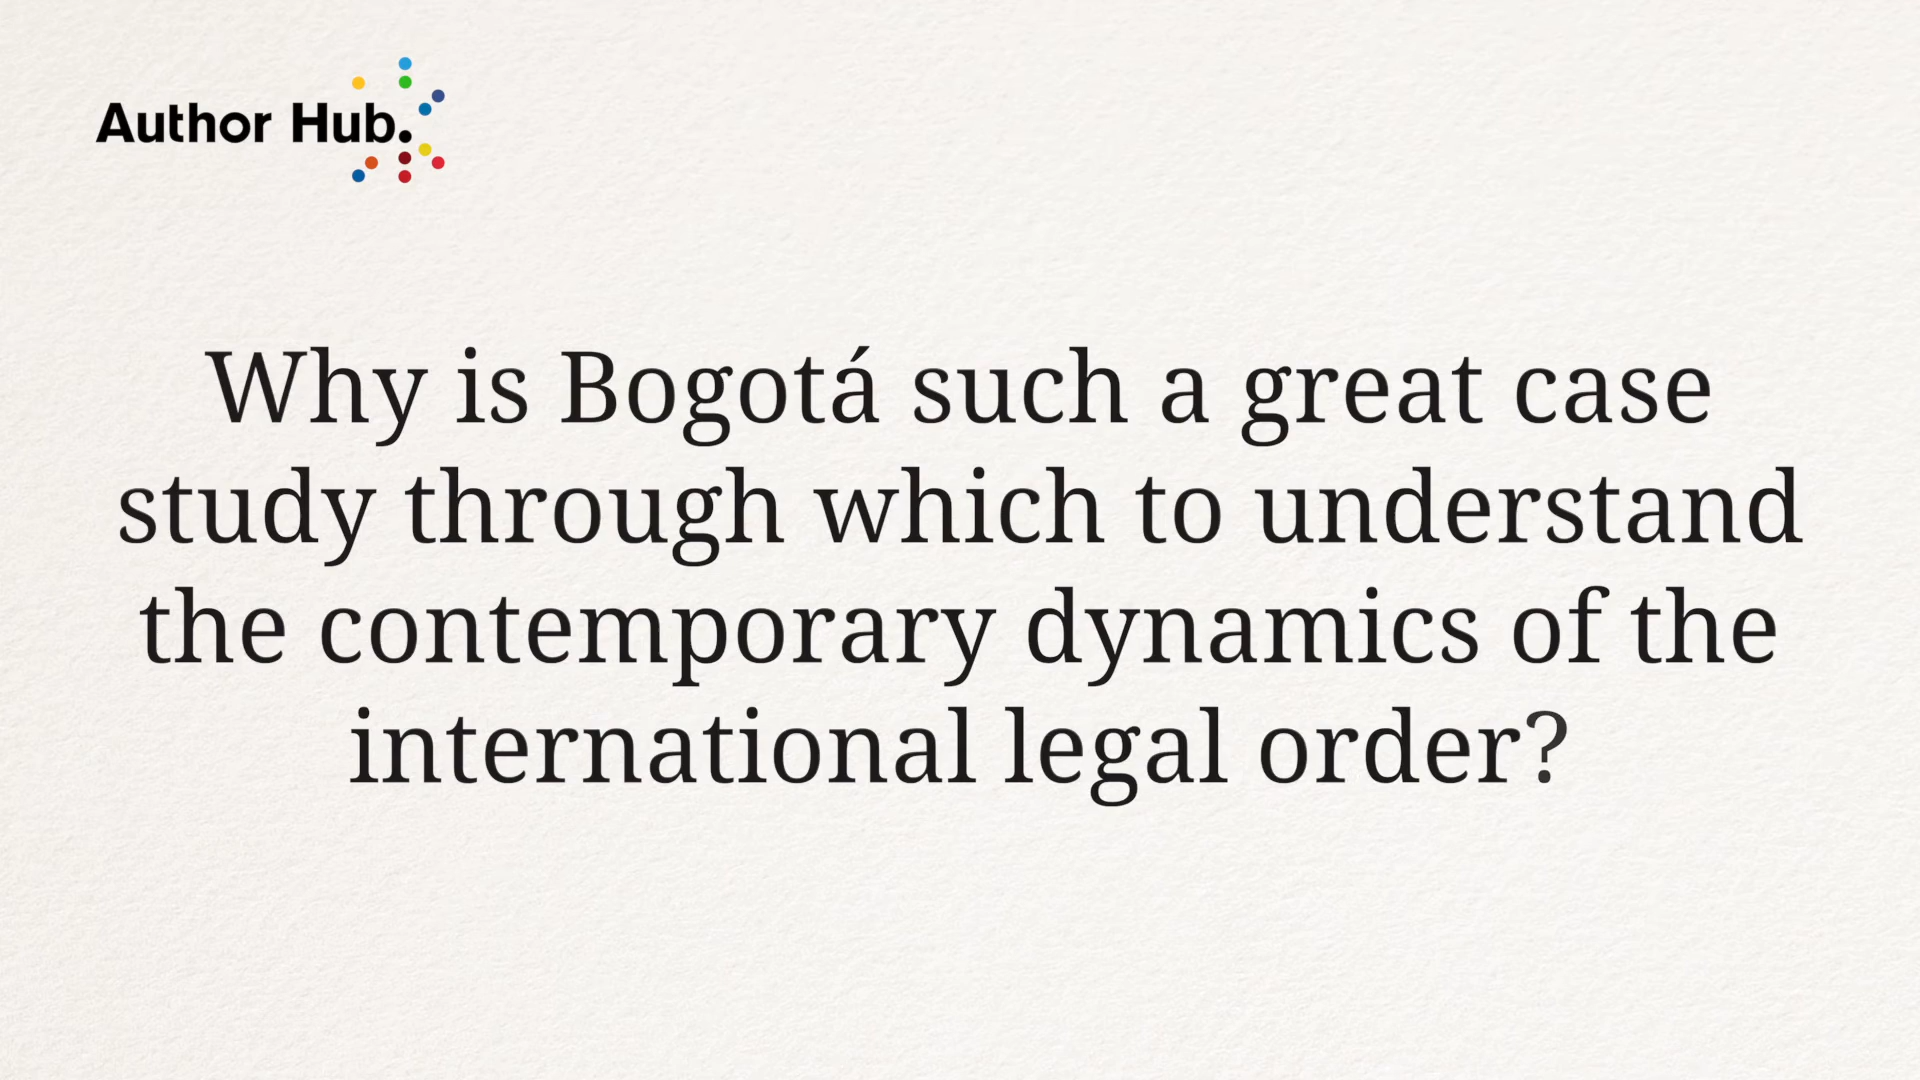 Author Hub.
Why is Bogotá such a great case
study through which to understand
the contemporary dynamics of the
international legal order?